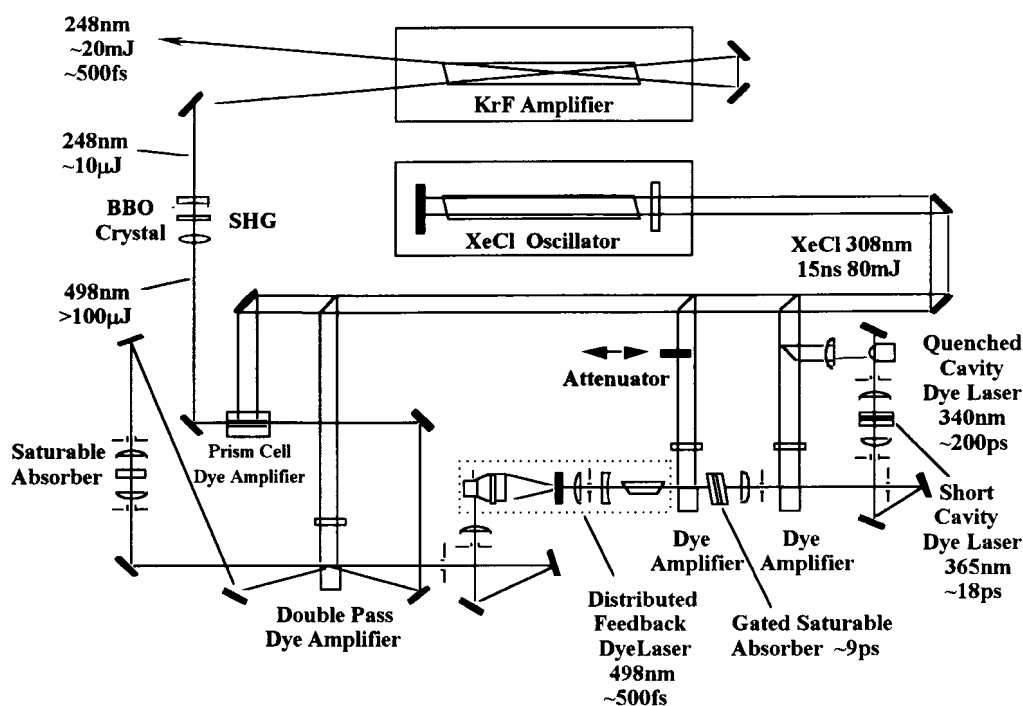 248nm
~20mJ
~500fs
KrF Amplifier
248nm
~10µJ
BBO
Crystal
SHG
XeCl Oscillator
XeCl 308nm
15ns 80mJ
498nm
>100µJ
Attenuator
Quenched
Cavity
Dye Laser
340nm
~200ps
Saturable
Absorber
Prism Cell
Dye Amplifier
Short
Cavity
Dye Laser
365nm
~18ps
Dye
Amplifier
Dye
Amplifier
Double Pass
Dye Amplifier
Distributed
Feedback
DyeLaser
498nm
~500fs
Gated Saturable
Absorber ~9ps